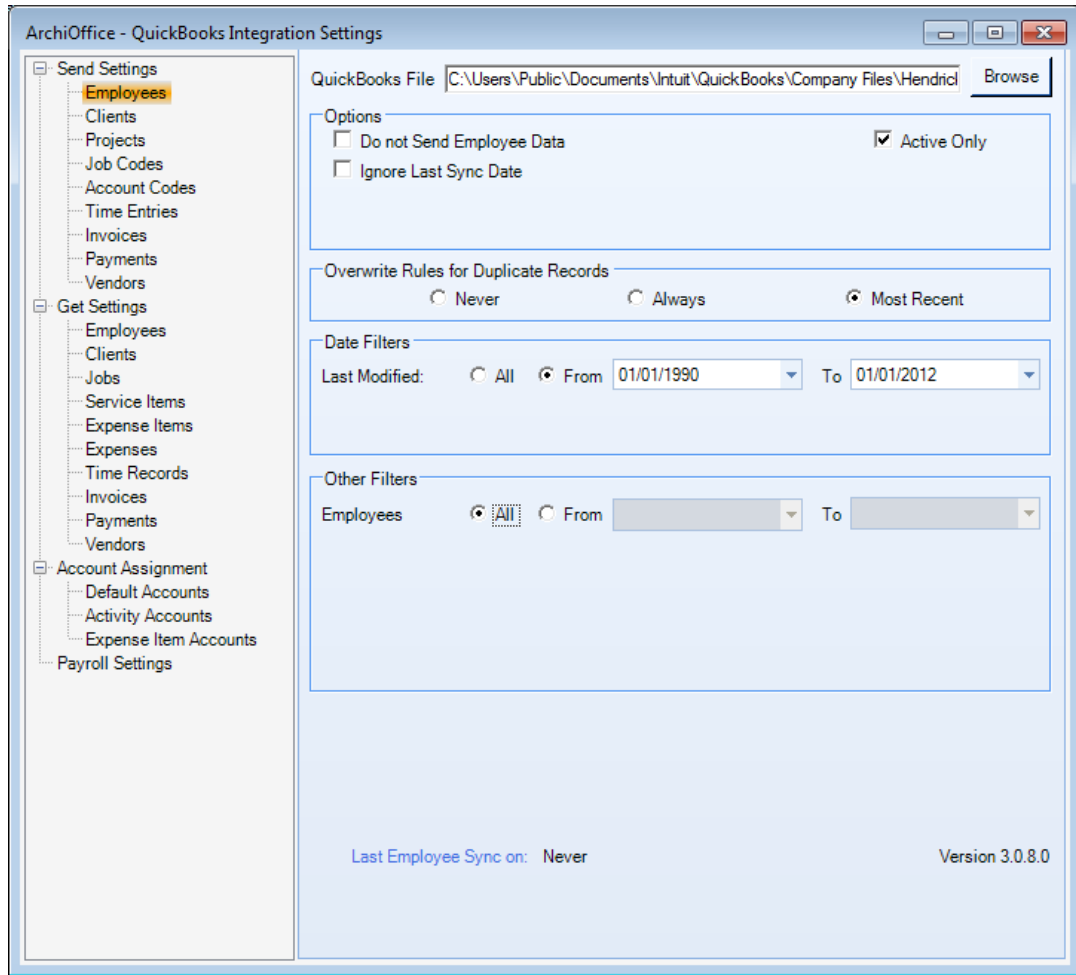 ArchiOffice - QuickBooks Integration Settings
Send Settings
Employees
Clients
Projects
Job Codes
Account Codes
Time Entries
Invoices
Payments
Vendors
Get Settings
Employees
Clients
Jobs
Service Items
Expense Items
Expenses
Time Records
Invoices
Payments
Vendors
Account Assignment
Default Accounts
Activity Accounts
Expense Item Accounts
Payroll Settings
QuickBooks File C:\Users\Public\Documents\Intuit\QuickBooks\Company Files\Hendricl Browse
Options
Do not Send Employee Data Active Only
Ignore Last Sync Date
Overwrite Rules for Duplicate Records
Never Always Most Recent
Date Filters
Last Modified: All From 01/01/1990 To 01/01/2012
Other Filters
Employees All From To
Last Employee Sync on: Never Version 3.0.8.0